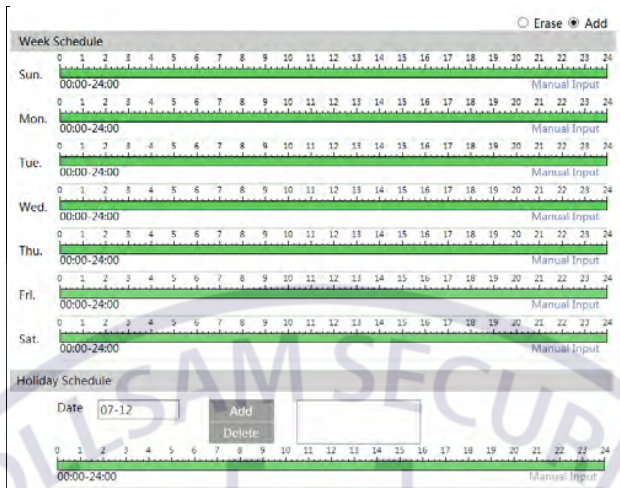 Erase Add
Week Schedule
0 1 2 3 4 5 6 7 8 9 10 11 12 13 14 15 16 17 18 19 20 21 22 23 24
Sun.
00:00-24:00 Manual Input
0 1 2 3 4 5 6 7 8 9 10 11 12 13 14 15 16 17 18 19 20 21 22 23 24
Mon.
00:00-24:00 Manual Input
0 1 2 3 4 5 6 7 8 9 10 11 12 13 14 15 16 17 18 19 20 21 22 23 24
Tue.
00:00-24:00 Manual Input
0 1 2 3 4 5 6 7 8 9 10 11 12 13 14 15 16 17 18 19 20 21 22 23 24
Wed.
00:00-24:00 Manual Input
0 1 2 3 4 5 6 7 8 9 10 11 12 13 14 15 16 17 18 19 20 21 22 23 24
Thu.
00:00-24:00 Manual Input
0 1 2 3 4 5 6 7 8 9 10 11 12 13 14 15 16 17 18 19 20 21 22 23 24
Fri.
00:00-24:00 Manual Input
0 1 2 3 4 5 6 7 8 9 10 11 12 13 14 15 16 17 18 19 20 21 22 23 24
Sat.
00:00-24:00 Manual Input
Holiday Schedule
Date 07-12 Add
Delete
0 1 2 3 4 5 6 7 8 9 10 11 12 13 14 15 16 17 18 19 20 21 22 23 24
00:00-24:00 Manual Input